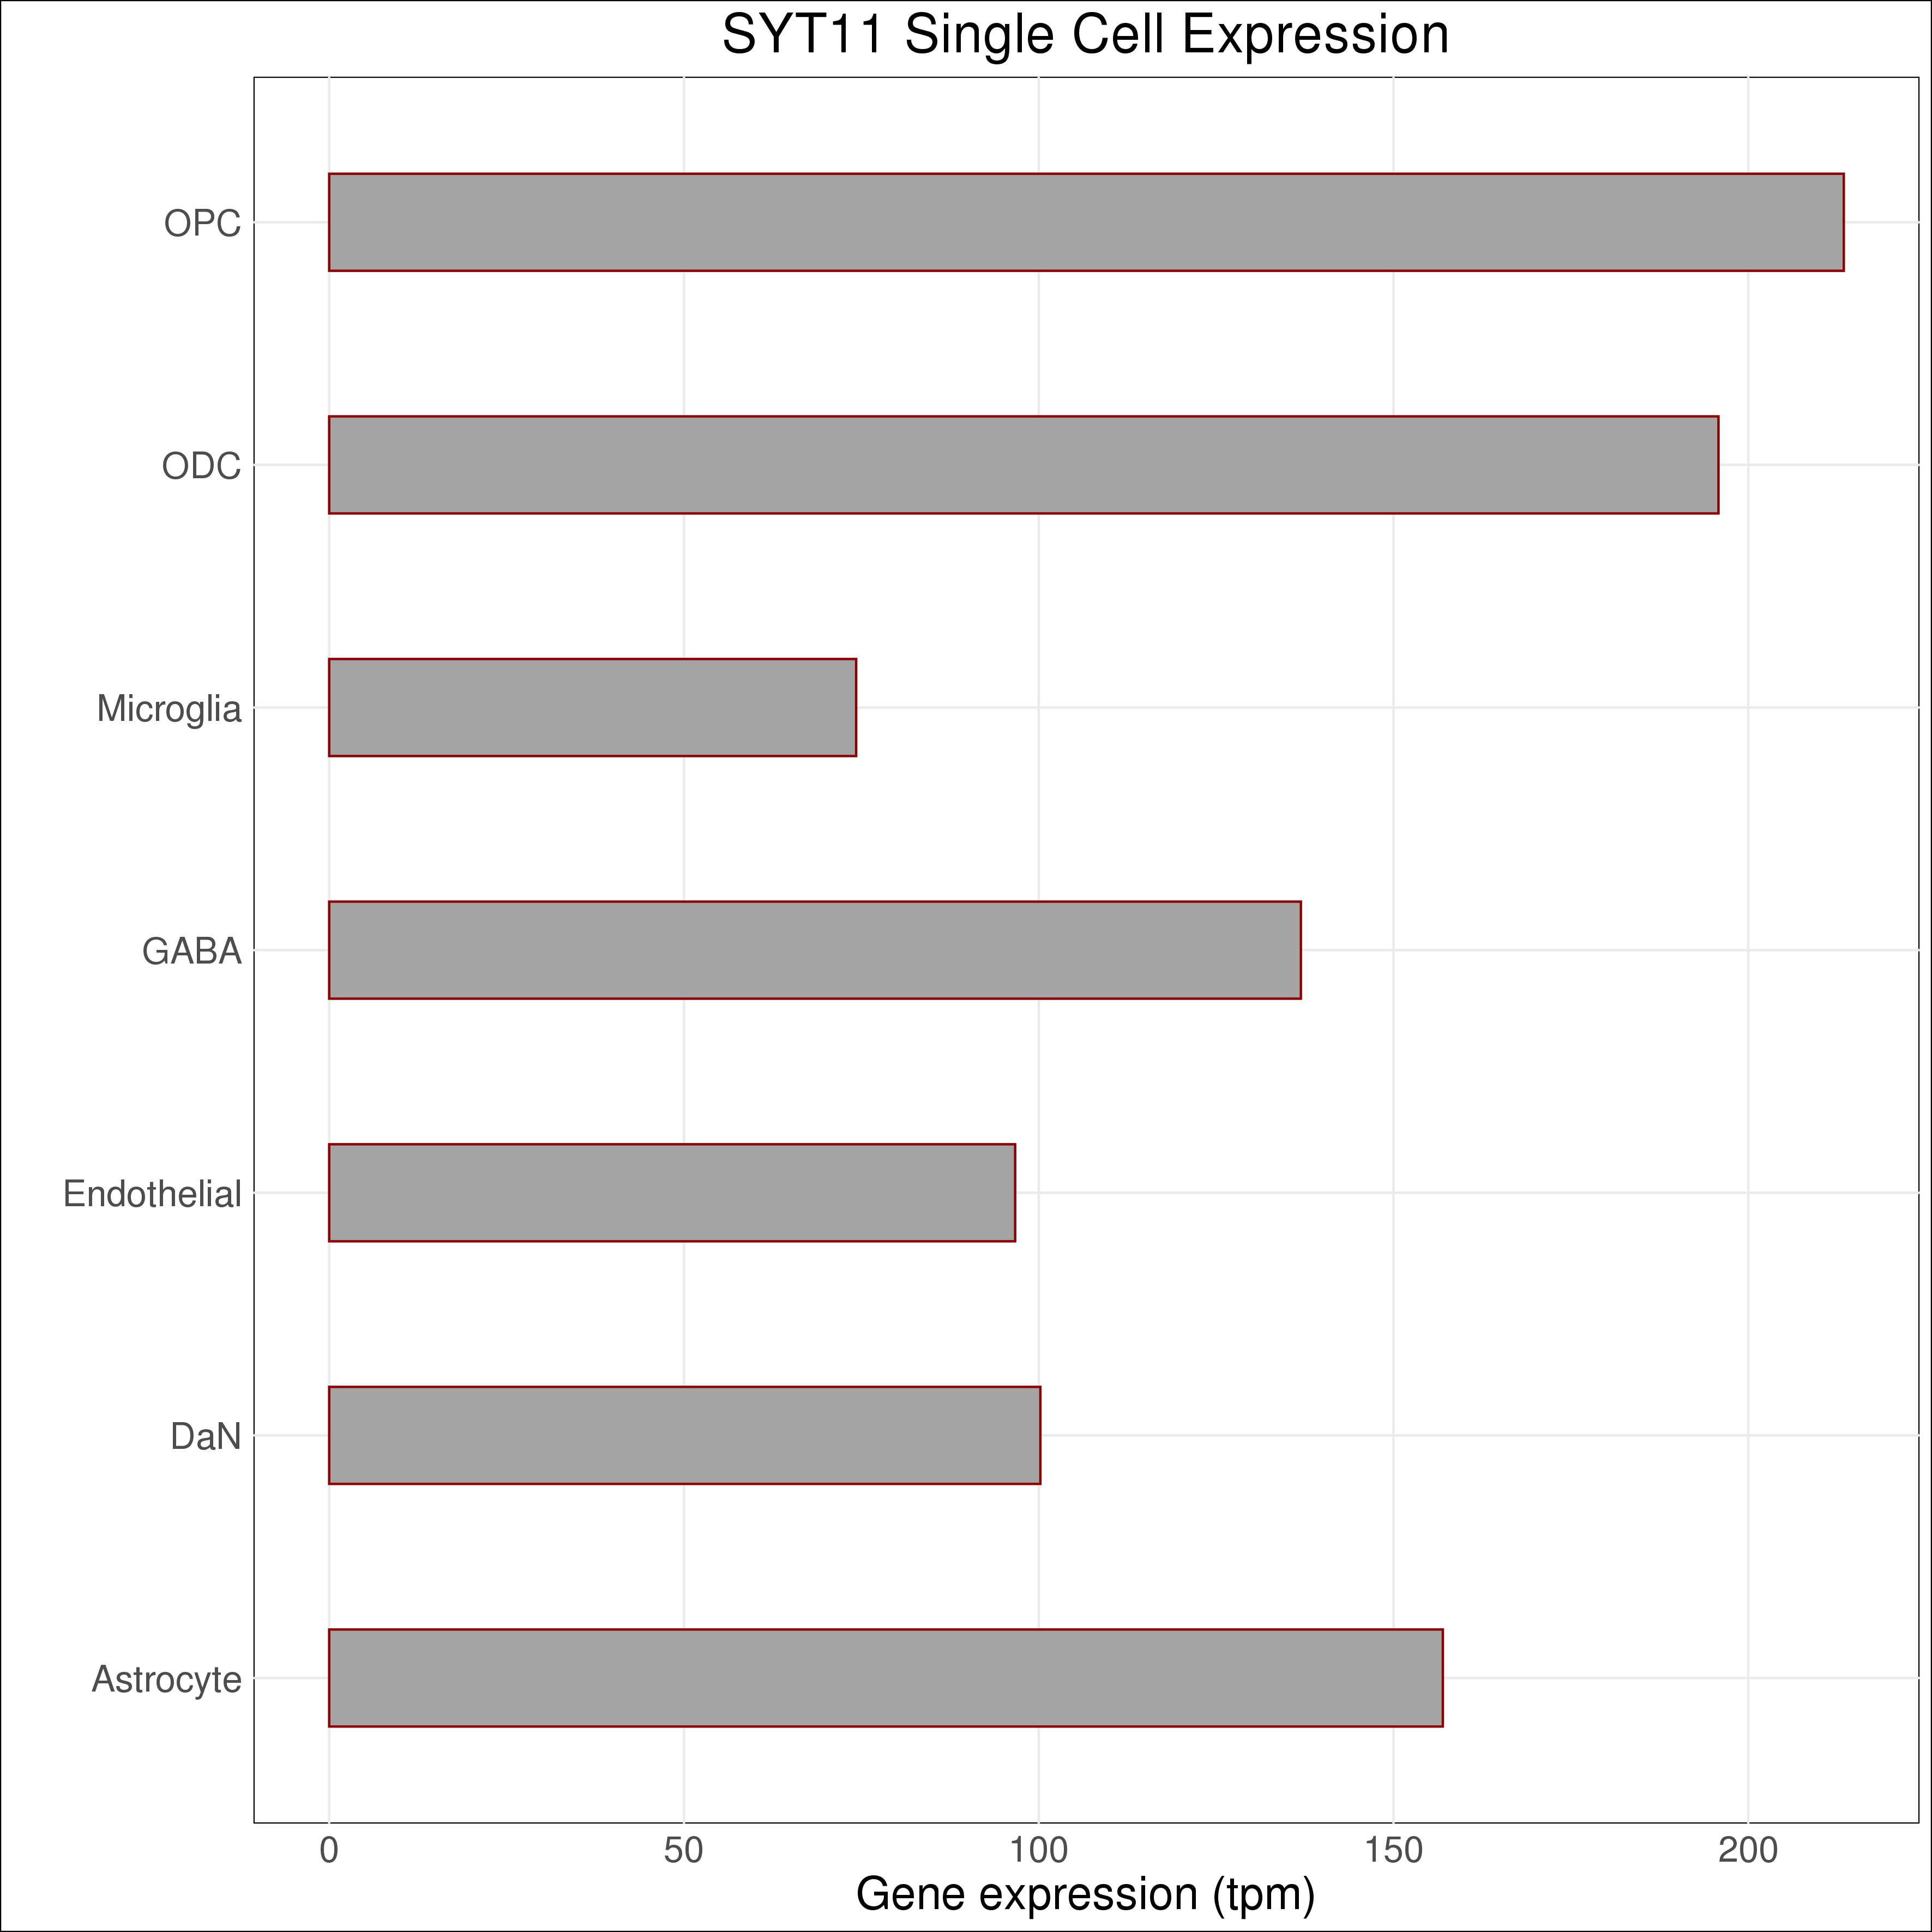 SYT11 Single Cell Expression
OPC
ODC
Microglia
GABA
Endothelial
DaN
Astrocyte
0 50 100 150 200
Gene expression (tpm)